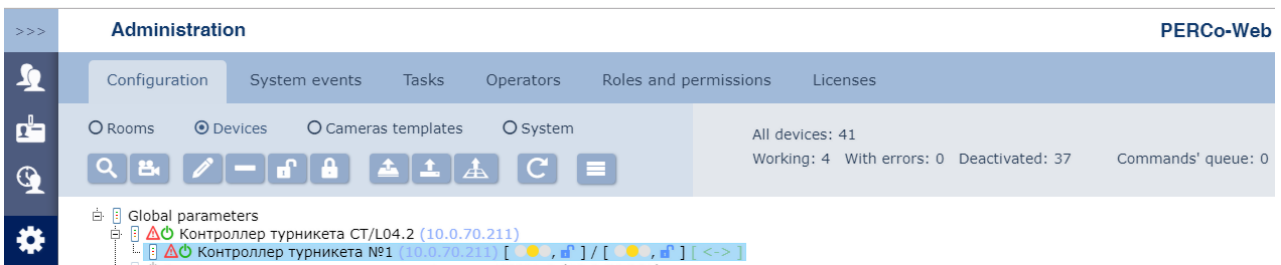 >>> Administration PERCo-Web
Configuration System events Tasks Operators Roles and permissions Licenses
Rooms Devices Cameras templates System
All devices: 41
Working: 4 With errors: 0 Deactivated: 37 Commands' queue: 0
Global parameters
Контроллер турникета CT/L04.2 (10.0.70.211)
Контроллер турникета №1 (10.0.70.211) [ , ] / [ , ] [ <-> ]